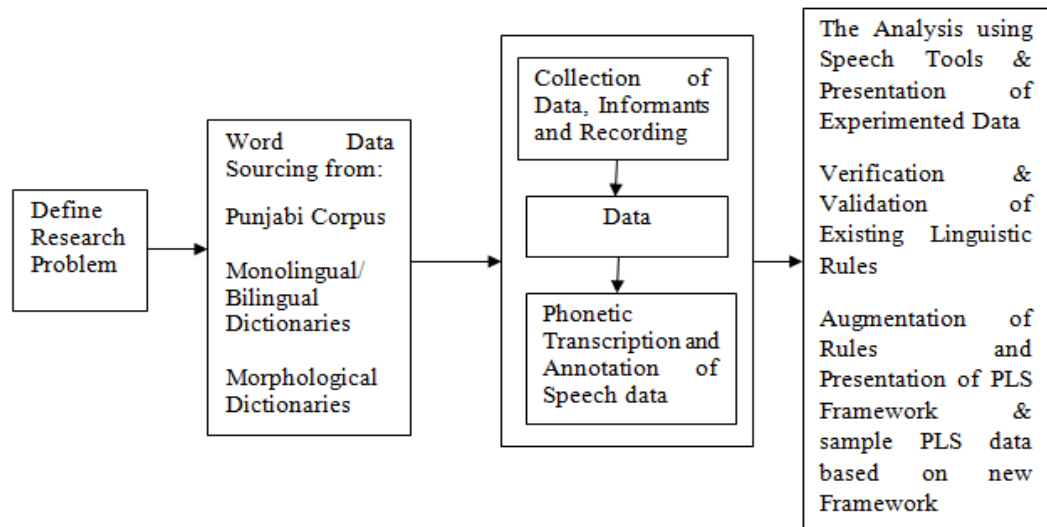 Define
Research
Problem
Word Data
Sourcing from:
Punjabi Corpus
Monolingual/
Bilingual
Dictionaries
Morphological
Dictionaries
Collection of
Data, Informants
and Recording
Data
Phonetic
Transcription and
Annotation of
Speech data
The Analysis using
Speech Tools &
Presentation of
Experimented Data
Verification &
Validation of
Existing Linguistic
Rules
Augmentation of
Rules and
Presentation of PLS
Framework &
sample PLS data
based on new
Framework